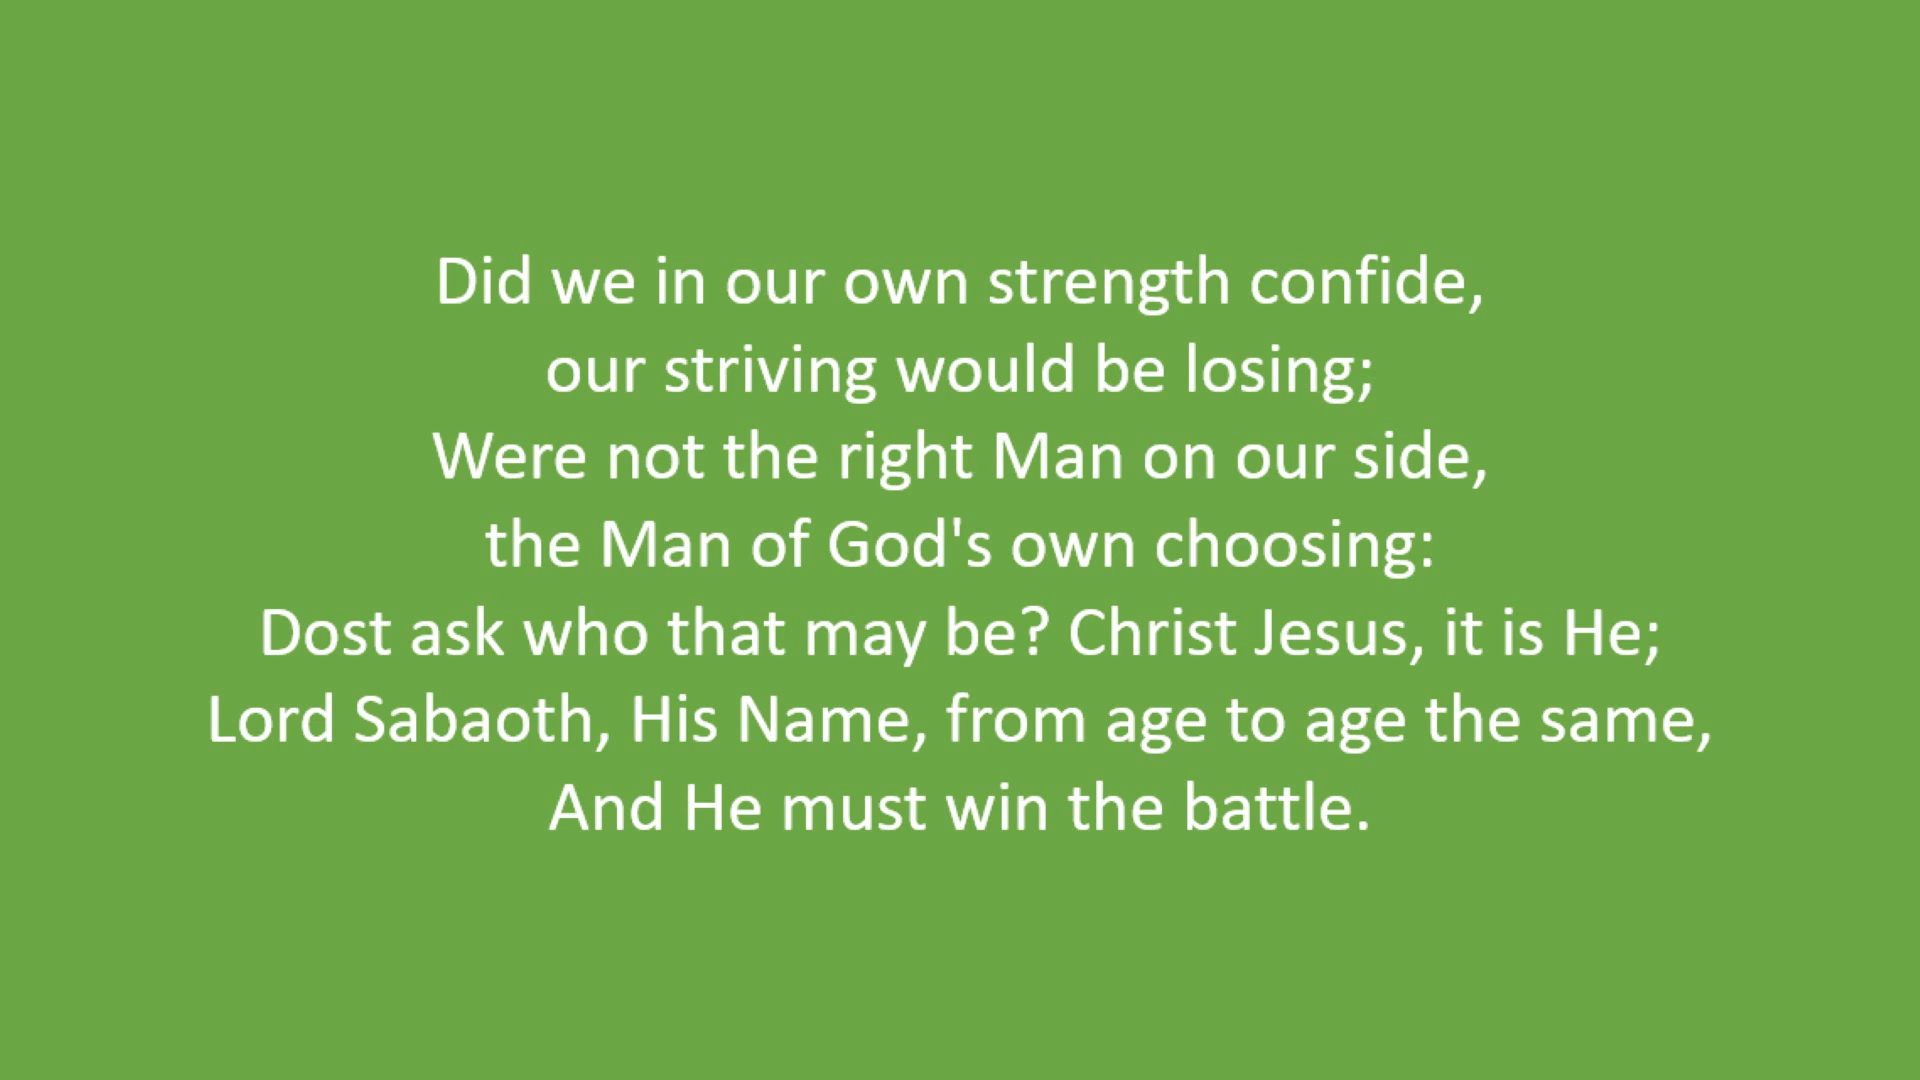 Did we in our own strength confide,
our striving would be losing;
Were not the right Man on our side,
the Man of God's own choosing:
Dost ask who that may be? Christ Jesus, it is He;
Lord Sabaoth, His Name, from age to age the same,
And He must win the battle.